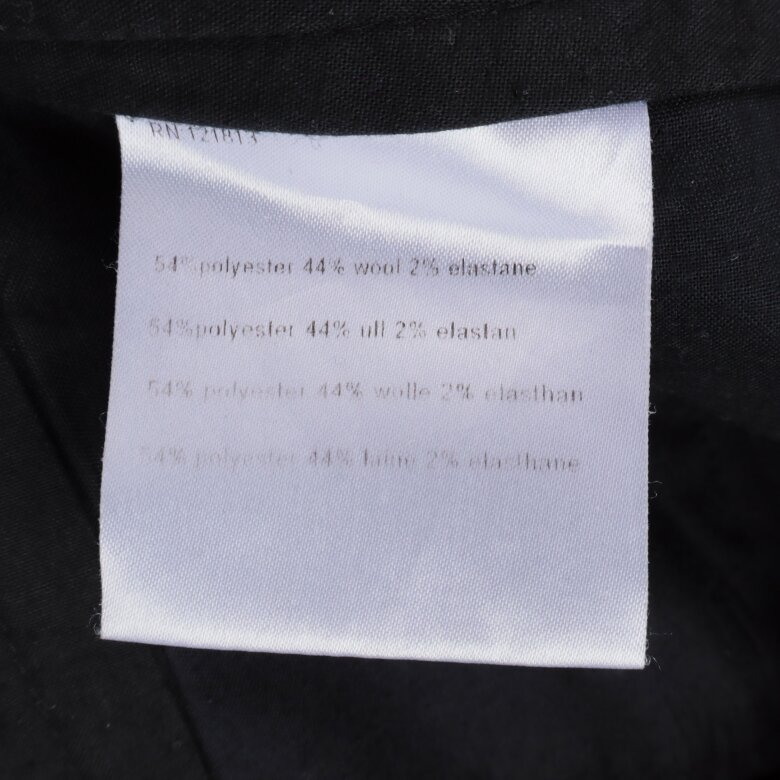 RN 121813
54%polyester 44% wool 2% elastane
54%polyester 44% ull 2% elastan
54% polyester 44% wolle 2% elasthan
54% polyester 44% laine 2% elasthane